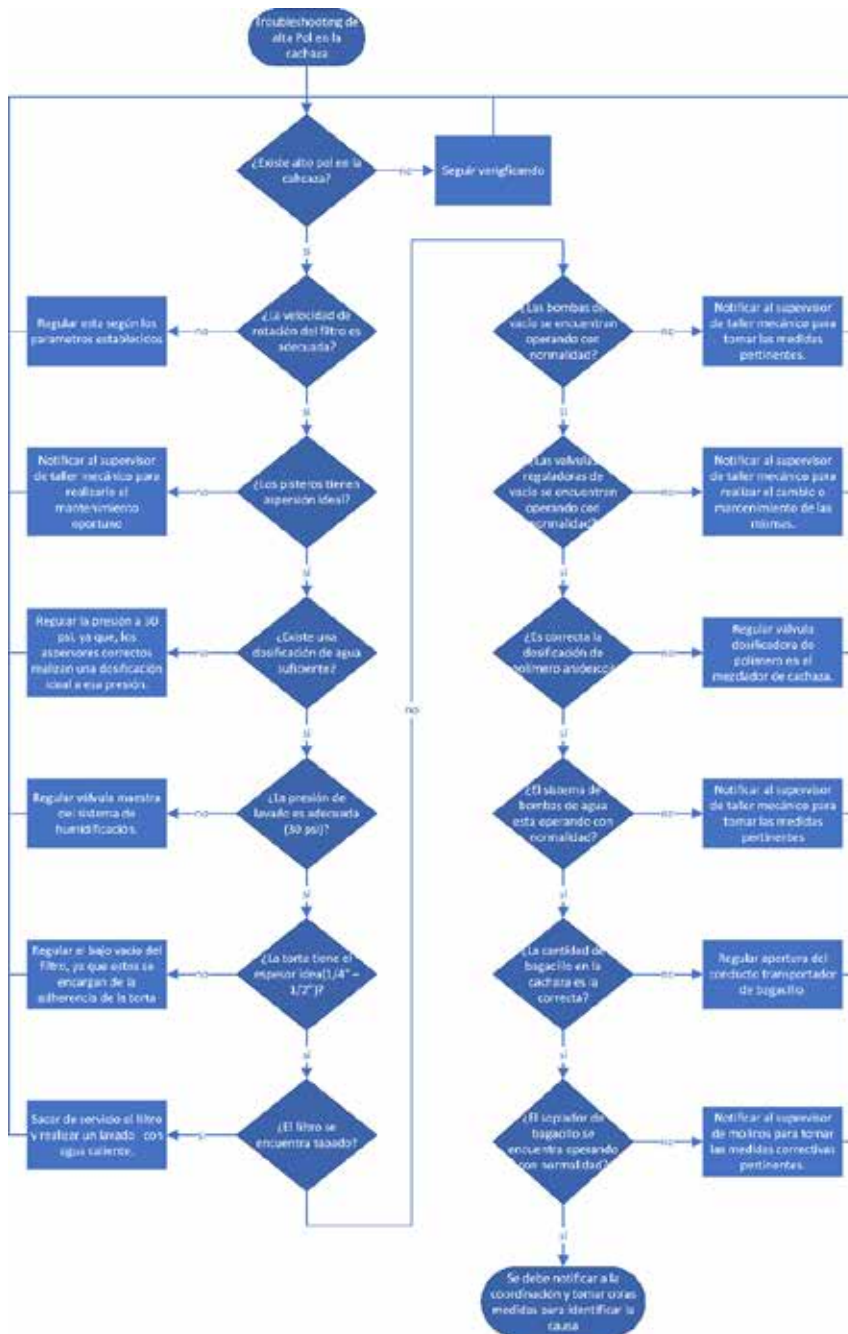 Troubleshooting de
alta Pol en la
cachaza
¿Existe alto pol en la
cahcaza?
no
Seguir verigficando
si
¿La velocidad de
rotación del filtro es
adecuada?
no
Regular esta según los
parametros establecidos
si
¿Los pisteros tienen
aspersión ideal?
no
Notificar al supervisor
de taller mecánico para
realizarle el
mantenimiento
oportuno
si
¿Existe una
dosificación de agua
suficiente?
no
Regular la presión a 30
psi, ya que, los
aspersores correctos
realizan una dosificación
ideal a esa presión.
si
¿La presión de
lavado es adecuada
(30 psi)?
no
Regular válvula maestra
del sistema de
humidificación.
si
¿La torta tiene el
espesor idea(1/4" –
1/2")?
no
Regular el bajo vacío del
filtro, ya que estos se
encargan de la
adherencia de la torta
si
¿El filtro se
encuentra tapado?
si
Sacar de servicio el filtro
y realizar un lavado con
agua caliente.
no
¿Las bombas de
vacío se encuentran
operando con
normalidad?
no
Notificar al supervisor
de taller mecánico para
tomar las medidas
pertinentes.
si
¿Las valvulas
reguladoras de
vacío se encuentran
operando con
normalidad?
no
Notificar al supervisor
de taller mecánico para
realizar el cambio o
mantenimiento de las
mismas.
si
¿Es correcta la
dosificación de
polimero
no
Regular válvula
dosificadora de
polimero en el
mezclador de cachaza.
si
¿El sistema de
bombas de agua
esta operando con
normalidad?
no
Notificar al supervisor
de taller mecánico para
tomar las medidas
pertinentes
si
¿La cantidad de
bagacillo en la
cachaza es la
correcta?
no
Regular apertura del
conducto transportador
de bagacillo
si
¿El soplador de
bagacillo se
encuentra operando
con normalidad?
no
Notificar al supervisor
de molinos para tomar
las medidas correctivas
pertinentes.
si
Se debe notificar a la
coordinación y tomar otras
medidas para identificar la
causa